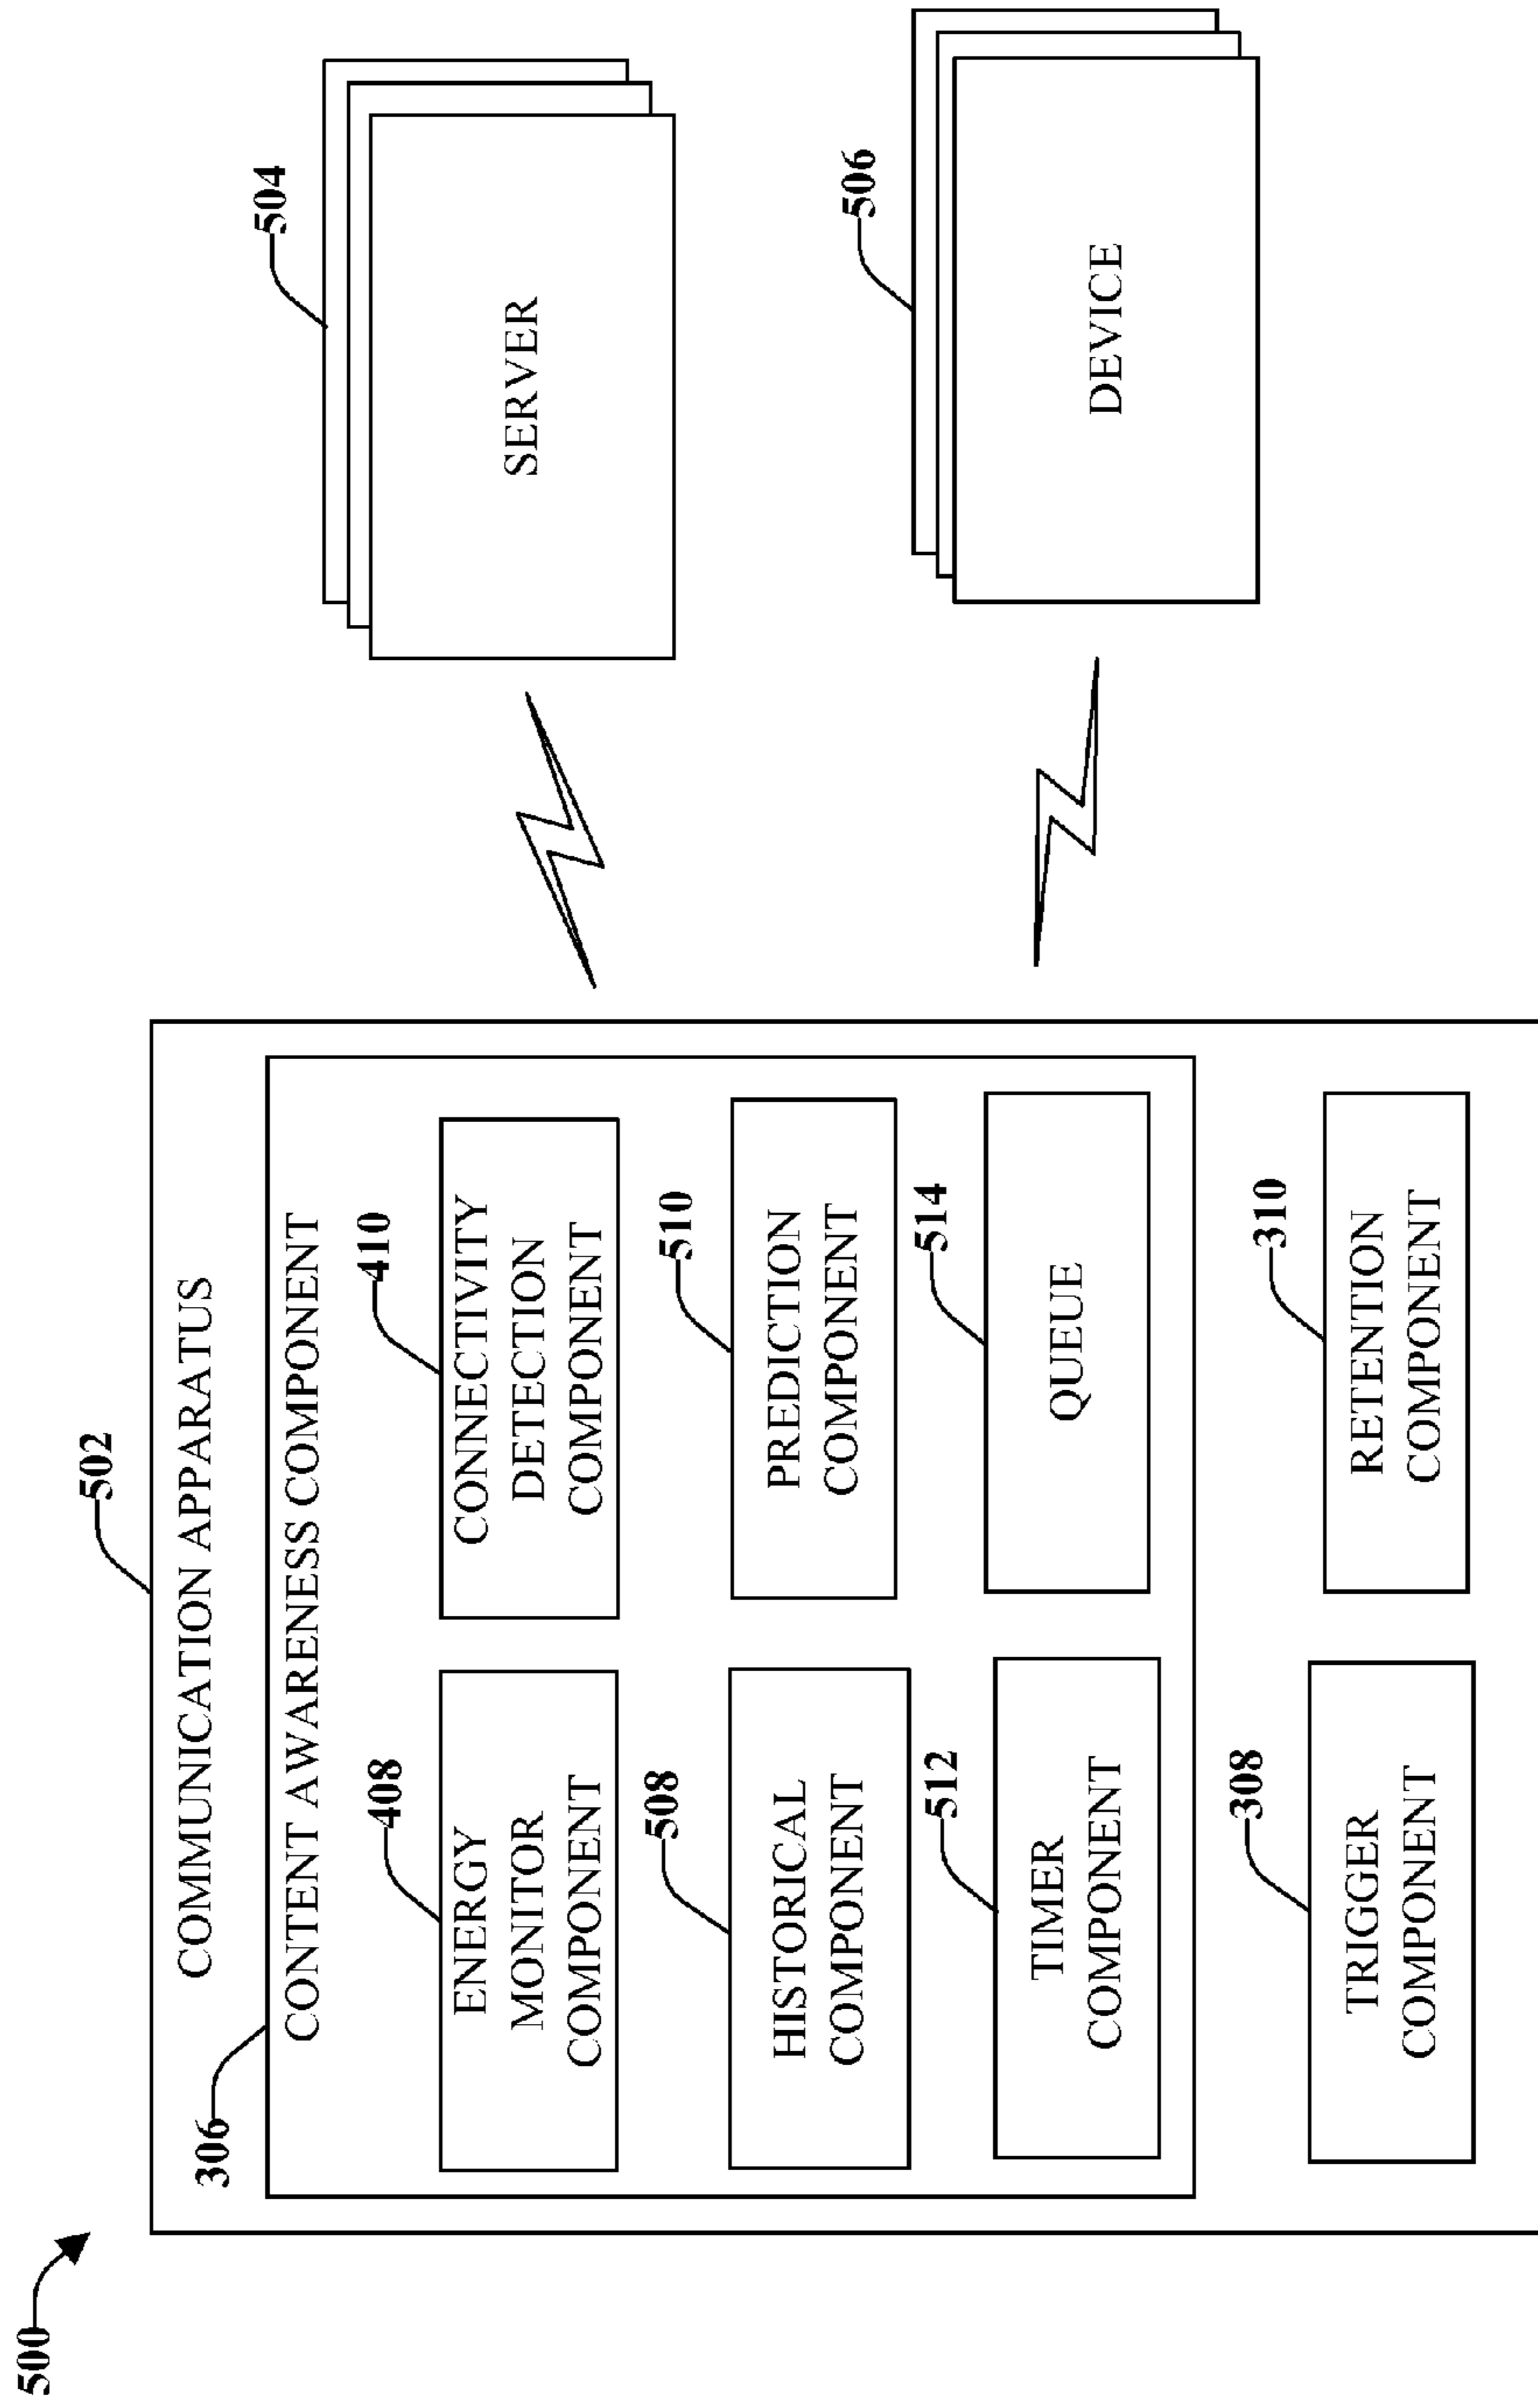 500
502
COMMUNICATION APPARATUS
306
CONTENT AWARENESS COMPONENT
408
ENERGY
MONITOR
COMPONENT
410
CONNECTIVITY
DETECTION
COMPONENT
508
HISTORICAL
COMPONENT
510
PREDICTION
COMPONENT
512
TIMER
COMPONENT
514
QUEUE
308
TRIGGER
COMPONENT
310
RETENTION
COMPONENT
504
SERVER
506
DEVICE